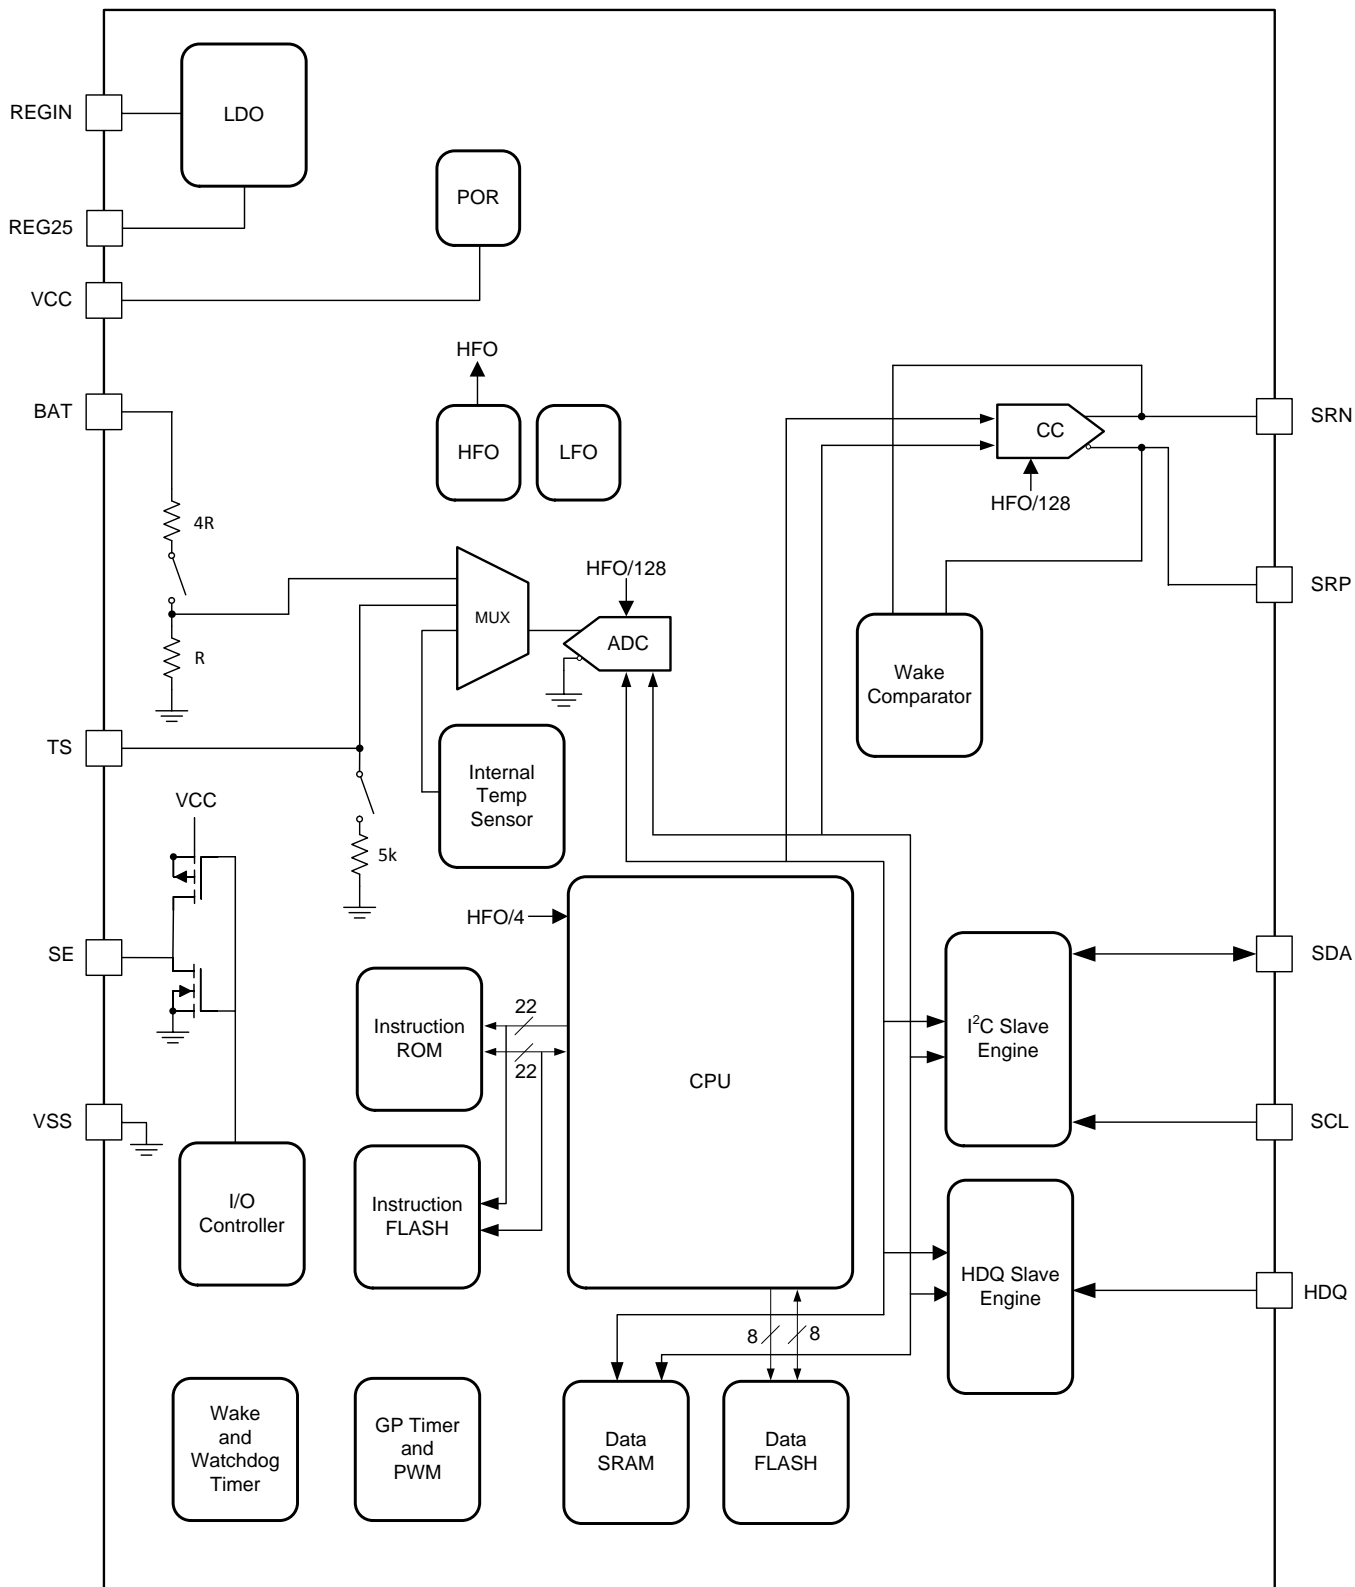 REGIN
LDO
POR
REG25
VCC
HFO
BAT
HFO
LFO
CC
SRN
HFO/128
4R
HFO/128
SRP
MUX
ADC
R
Wake
Comparator
TS
Internal
Temp
Sensor
VCC
5k
HFO/4
SE
SDA
22
Instruction
ROM
I²C Slave
Engine
22
CPU
VSS
SCL
I/O
Controller
Instruction
FLASH
HDQ Slave
Engine
HDQ
8
8
Wake
and
Watchdog
Timer
GP Timer
and
PWM
Data
SRAM
Data
FLASH